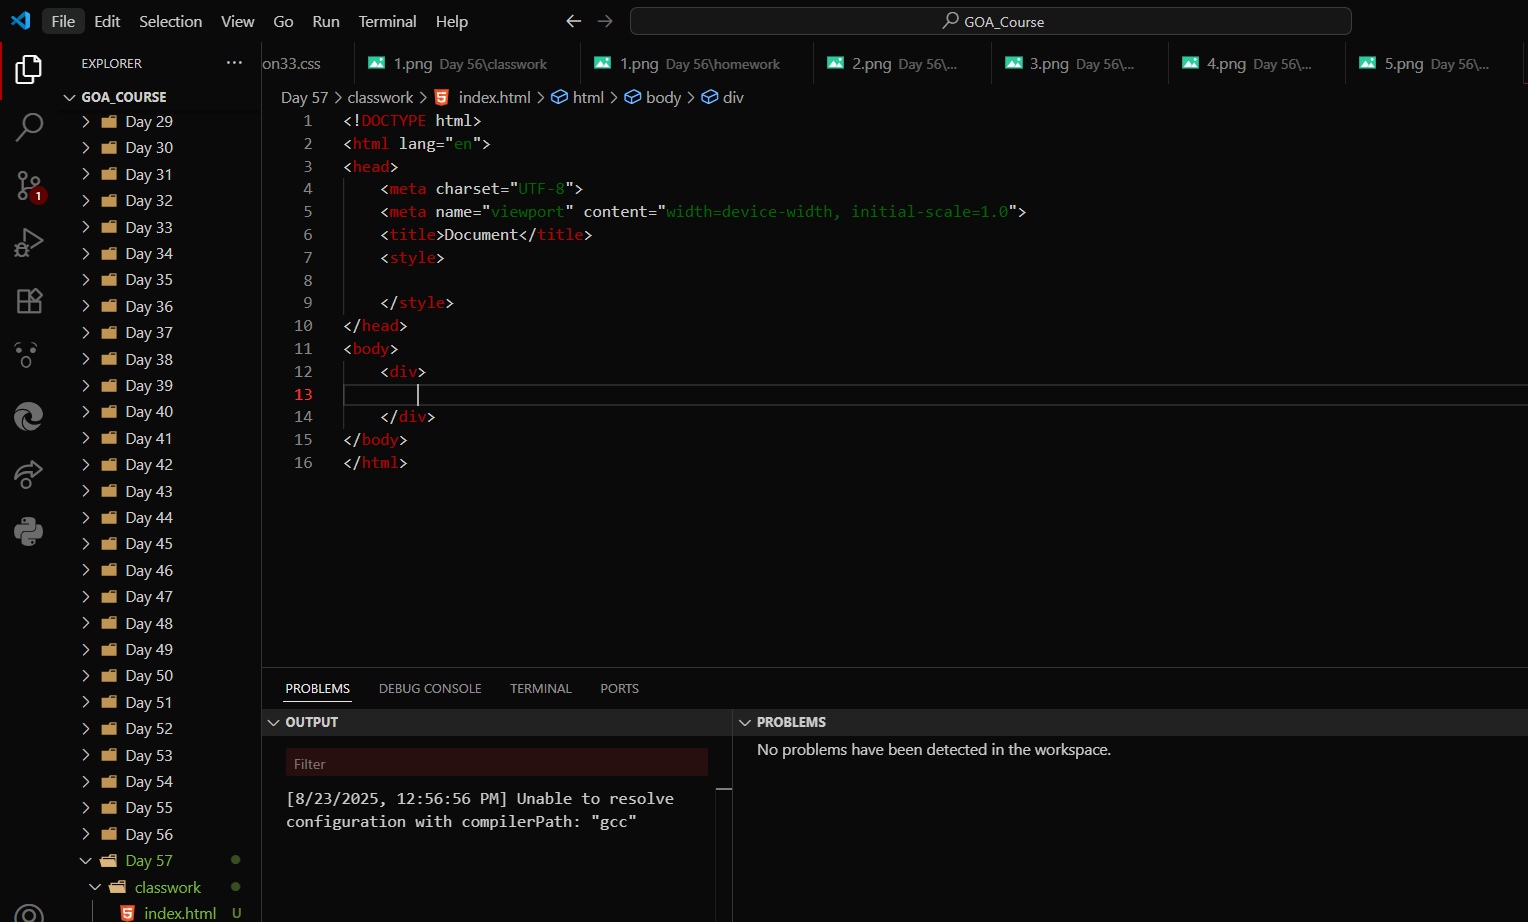 File Edit Selection View Go Run Terminal Help
GOA_Course
EXPLORER
GOA_COURSE
Day 29
Day 30
Day 31
Day 32
Day 33
Day 34
Day 35
Day 36
Day 37
Day 38
Day 39
Day 40
Day 41
Day 42
Day 43
Day 44
Day 45
Day 46
Day 47
Day 48
Day 49
Day 50
Day 51
Day 52
Day 53
Day 54
Day 55
Day 56
Day 57
classwork
index.html U
1
on33.css 1.png Day 56\classwork 1.png Day 56\homework 2.png Day 56\... 3.png Day 56\... 4.png Day 56\... 5.png Day 56\...
Day 57 > classwork > index.html > html > body > div
1 <!DOCTYPE html>
2 <html lang="en">
3 <head>
4 <meta charset="UTF-8">
5 <meta name="viewport" content="width=device-width, initial-scale=1.0">
6 <title>Document</title>
7 <style>
8
9 </style>
10 </head>
11 <body>
12 <div>
13
14 </div>
15 </body>
16 </html>
PROBLEMS DEBUG CONSOLE TERMINAL PORTS
OUTPUT
Filter
[8/23/2025, 12:56:56 PM] Unable to resolve
configuration with compilerPath: "gcc"
PROBLEMS
No problems have been detected in the workspace.